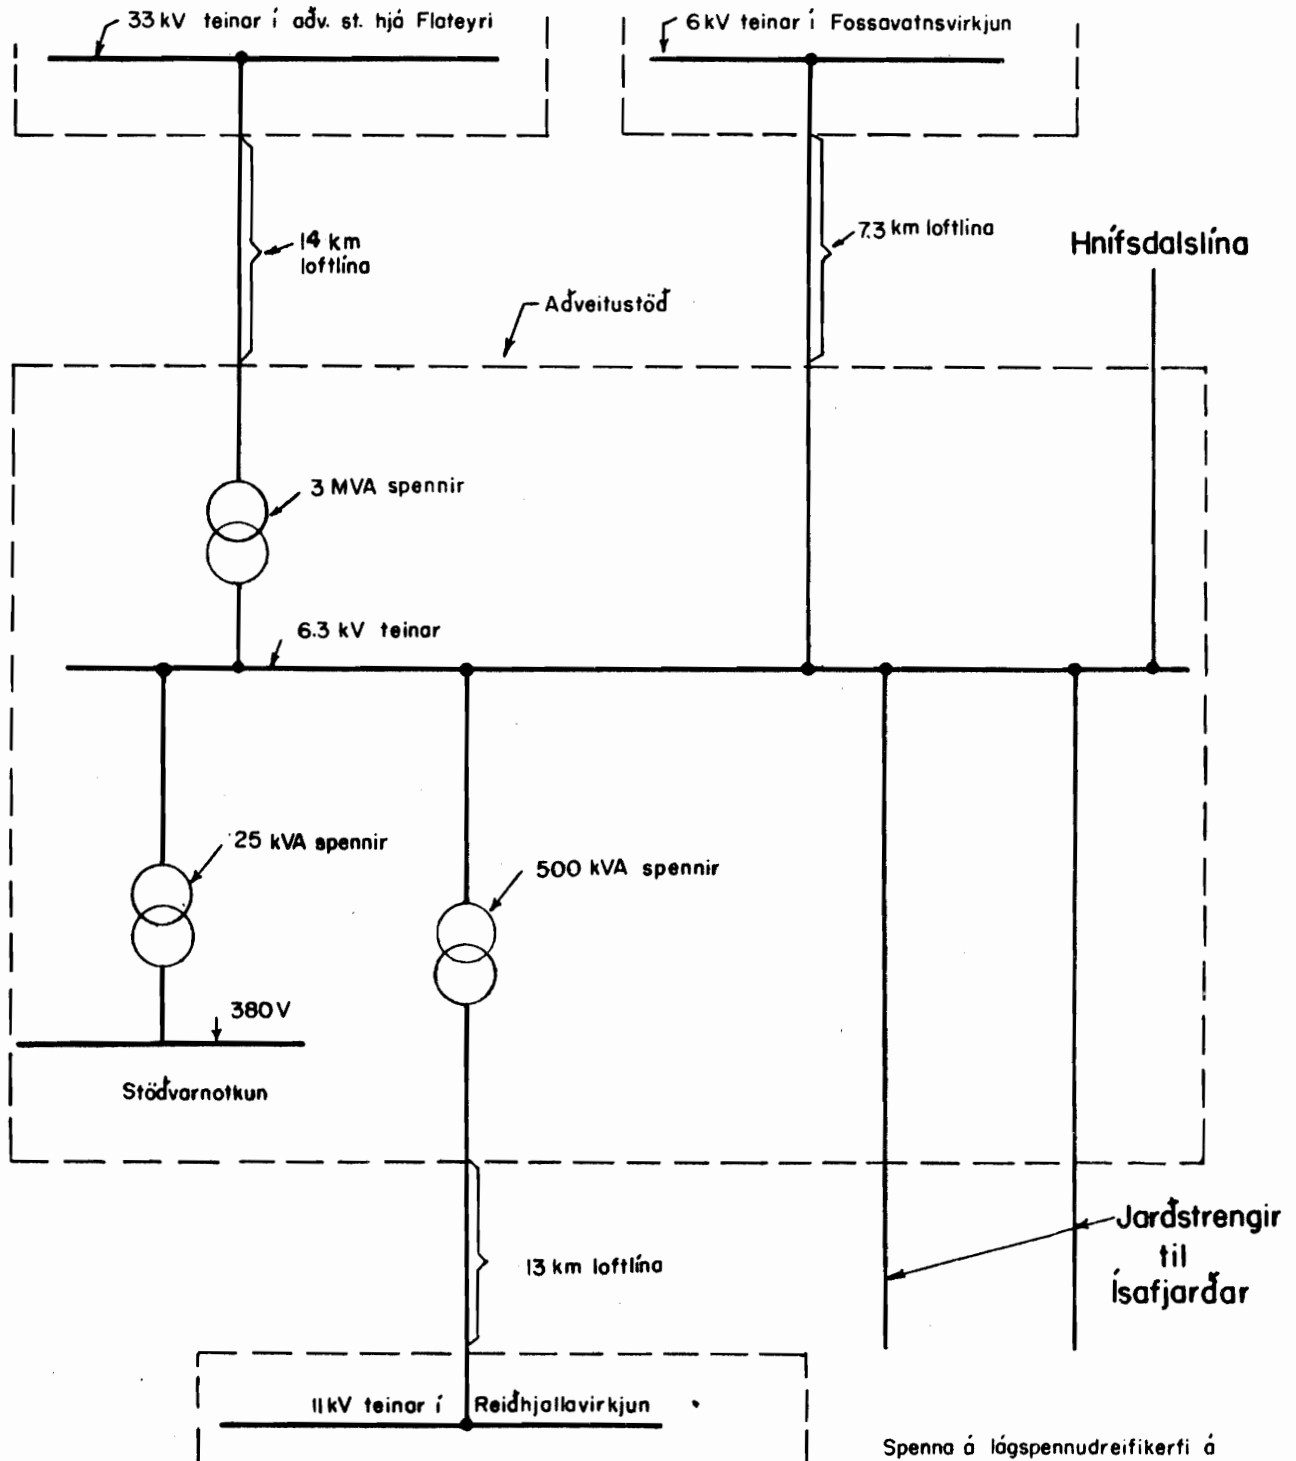 33 kV teinar í aðv. st. hjá Flateyri
6 kV teinar í Fossavatnsvirkjun
14 km
loftlína
7.3 km loftlína
Hnífsdalslína
Aðveitustöð
3 MVA spennir
6.3 kV teinar
25 kVA spennir
500 kVA spennir
380 V
Stöðvarnotkun
Jarðstrengir
til
Ísafjarðar
13 km loftlína
11 kV teinar í Reiðhjallavirkjun
Spenna á lágspennudreifikerfi á